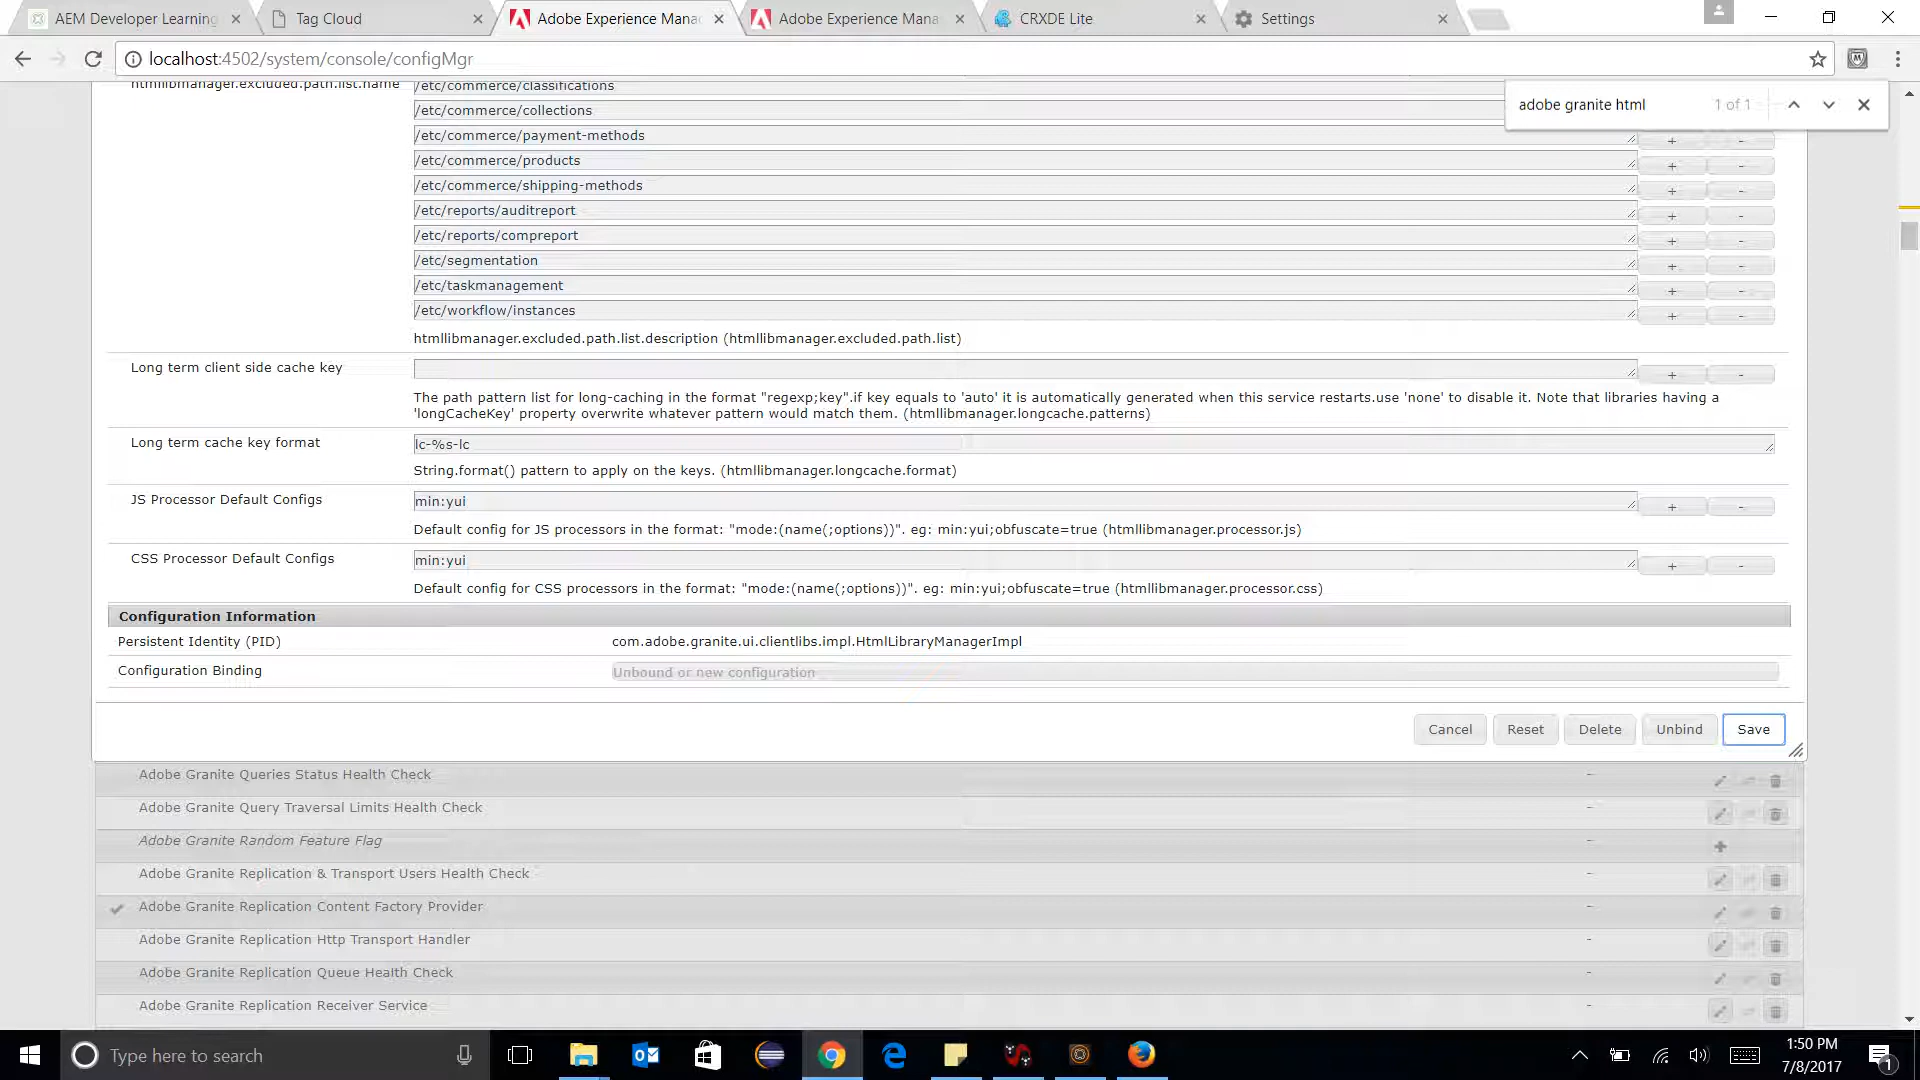 AEM Developer Learning
Tag Cloud
Adobe Experience Mana
Adobe Experience Mana
CRXDE Lite
Settings
localhost:4502/system/console/configMgr
adobe granite html
1 of 1
htmllibmanager.excluded.path.list.name
/etc/commerce/classifications
/etc/commerce/collections
/etc/commerce/payment-methods
+ -
/etc/commerce/products
+ -
/etc/commerce/shipping-methods
+ -
/etc/reports/auditreport
+ -
/etc/reports/compreport
+ -
/etc/segmentation
+ -
/etc/taskmanagement
+ -
/etc/workflow/instances
+ -
htmllibmanager.excluded.path.list.description (htmllibmanager.excluded.path.list)
Long term client side cache key
+ -
The path pattern list for long-caching in the format "regexp;key".if key equals to 'auto' it is automatically generated when this service restarts.use 'none' to disable it. Note that libraries having a
'longCacheKey' property overwrite whatever pattern would match them. (htmllibmanager.longcache.patterns)
Long term cache key format
lc-%s-lc
String.format() pattern to apply on the keys. (htmllibmanager.longcache.format)
JS Processor Default Configs
min:yui
+ -
Default config for JS processors in the format: "mode:(name(;options))". eg: min:yui;obfuscate=true (htmllibmanager.processor.js)
CSS Processor Default Configs
min:yui
+ -
Default config for CSS processors in the format: "mode:(name(;options))". eg: min:yui;obfuscate=true (htmllibmanager.processor.css)
Configuration Information
Persistent Identity (PID)
com.adobe.granite.ui.clientlibs.impl.HtmlLibraryManagerImpl
Configuration Binding
Unbound or new configuration
Cancel
Reset
Delete
Unbind
Save
Adobe Granite Queries Status Health Check
-
Adobe Granite Query Traversal Limits Health Check
-
Adobe Granite Random Feature Flag
-
Adobe Granite Replication & Transport Users Health Check
-
Adobe Granite Replication Content Factory Provider
-
Adobe Granite Replication Http Transport Handler
-
Adobe Granite Replication Queue Health Check
-
Adobe Granite Replication Receiver Service
-
Type here to search
1:50 PM
7/8/2017
1